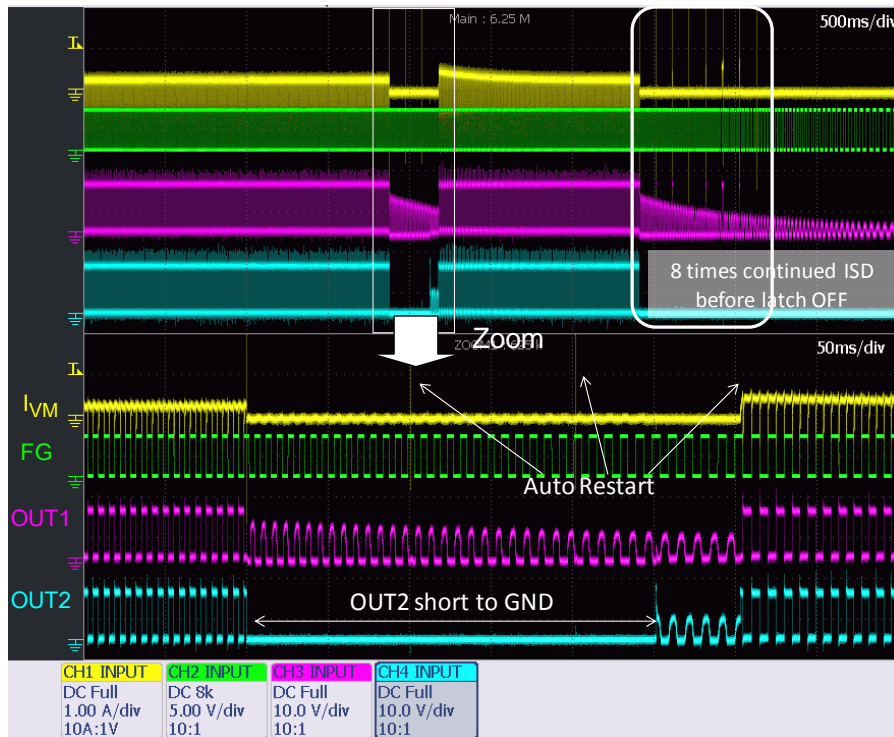 Main : 6.25 M
500ms/div
8 times continued ISD
before latch OFF
Zoom
50ms/div
IVM
FG
Auto Restart
OUT1
OUT2
OUT2 short to GND
CH1 INPUT
DC Full
1.00 A/div
10A:1V
CH2 INPUT
DC 8k
5.00 V/div
10:1
CH3 INPUT
DC Full
10.0 V/div
10:1
CH4 INPUT
DC Full
10.0 V/div
10:1